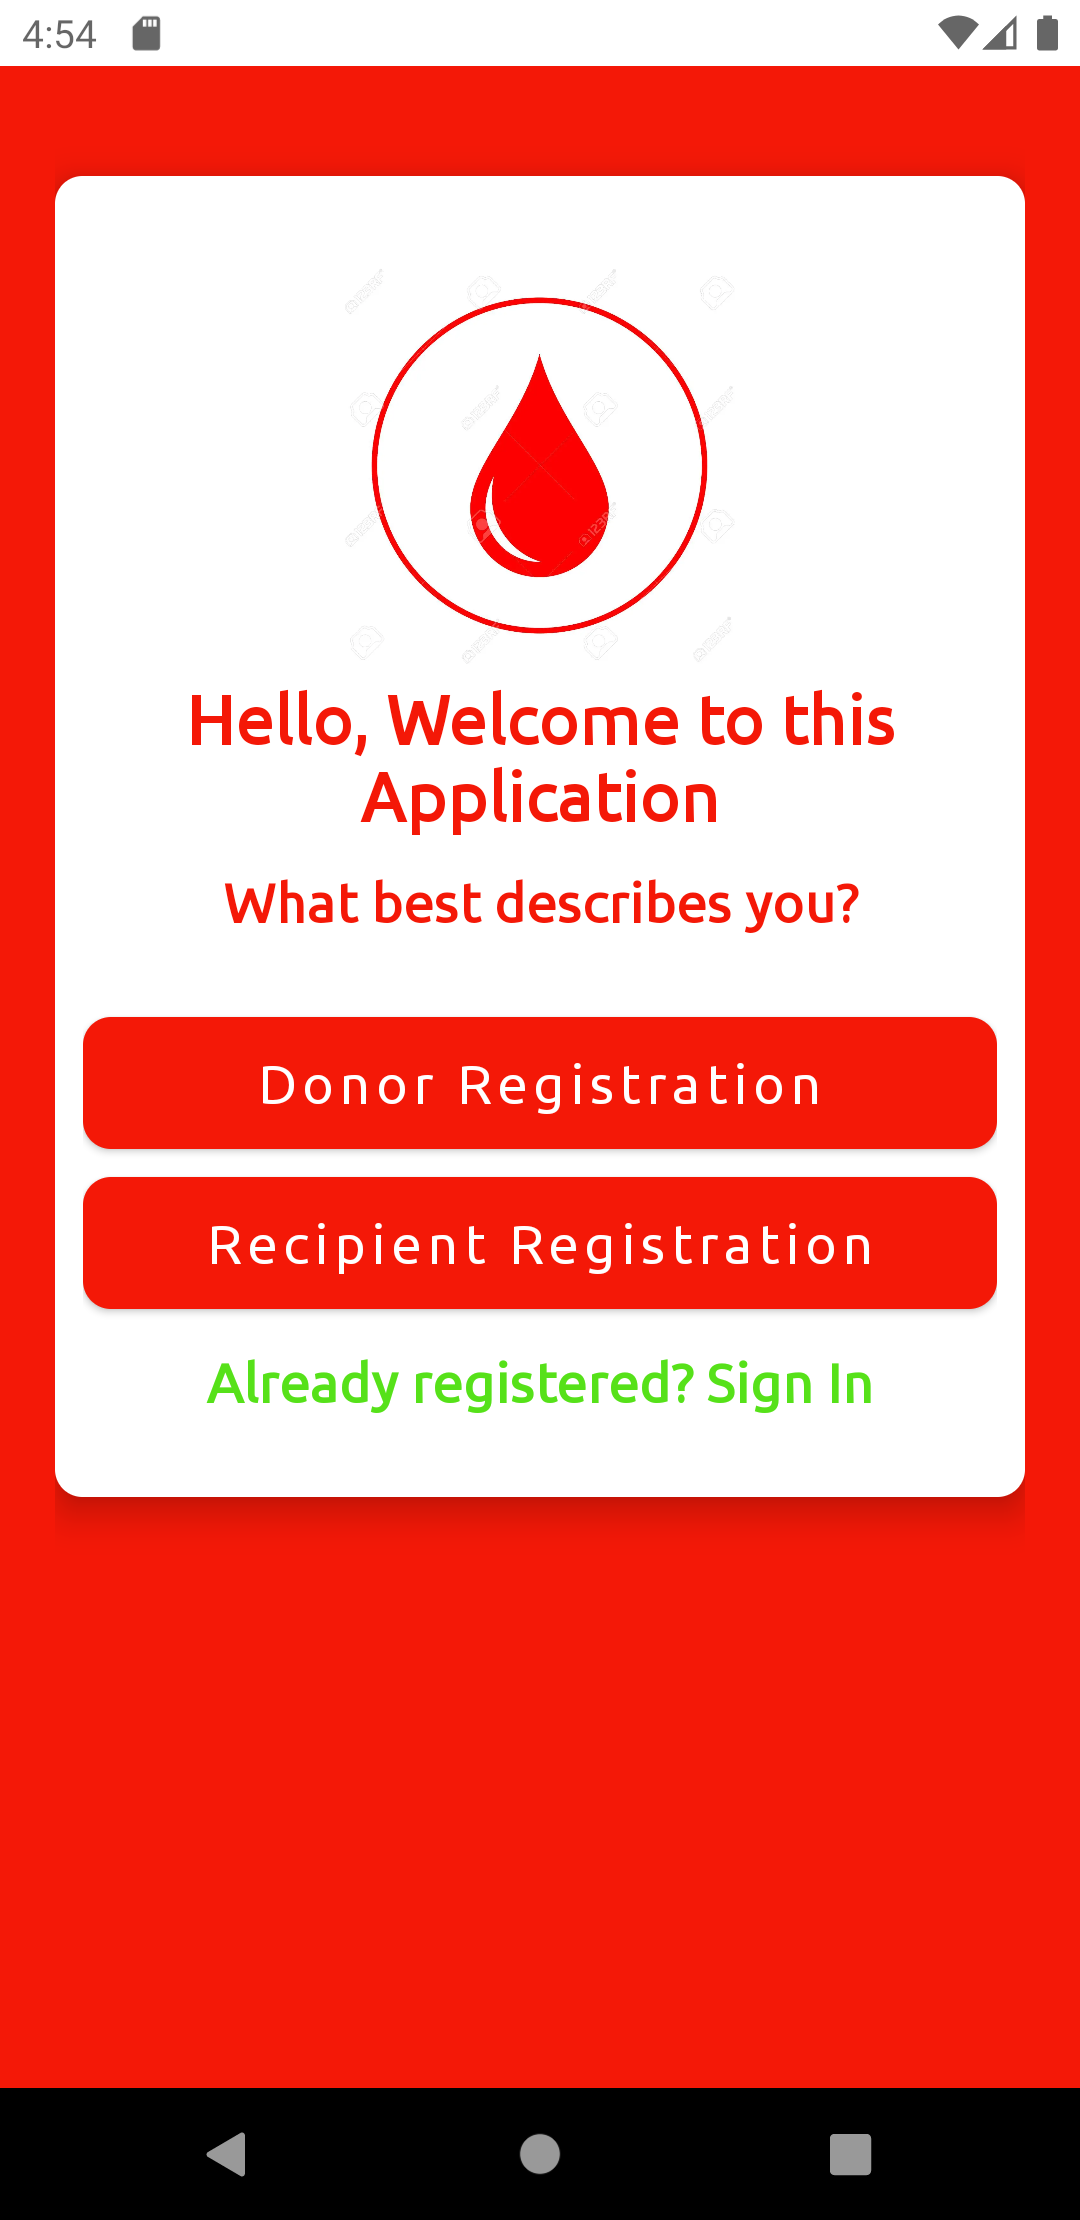 4:54
Hello, Welcome to this
Application
What best describes you?
Donor Registration
Recipient Registration
Already registered? Sign In